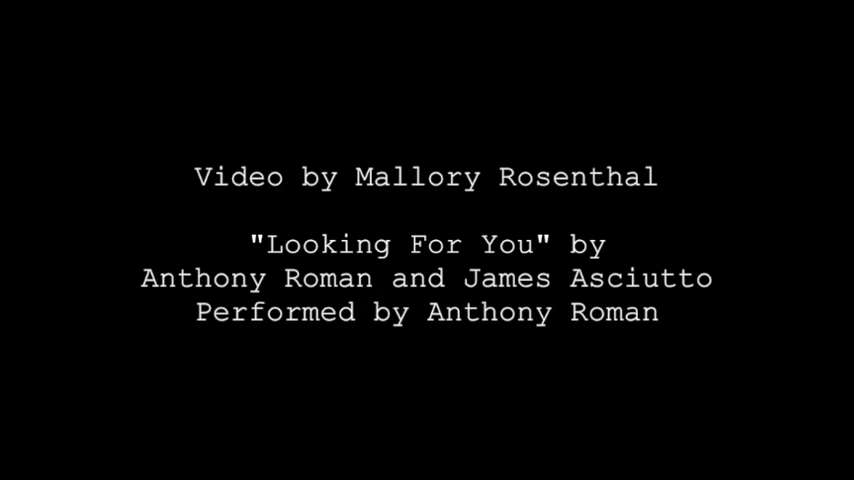 Video by Mallory Rosenthal
"Looking For You" by
Anthony Roman and James Asciutto
Performed by Anthony Roman